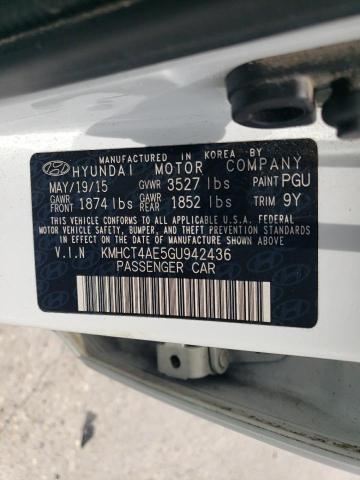 MANUFACTURED IN KOREA BY
HYUNDAI MOTOR COMPANY
MAY/19/15 GVWR 3527 lbs PAINT PGU
GAWR FRONT 1874 lbs GAWR REAR 1852 lbs TRIM 9Y
THIS VEHICLE CONFORMS TO ALL APPLICABLE U.S.A. FEDERAL
MOTOR VEHICLE SAFETY, BUMPER, AND THEFT PREVENTION
STANDARDS IN EFFECT ON THE DATE OF MANUFACTURE SHOWN ABOVE.
V.I.N KMHCT4AE5GU942436
PASSENGER CAR